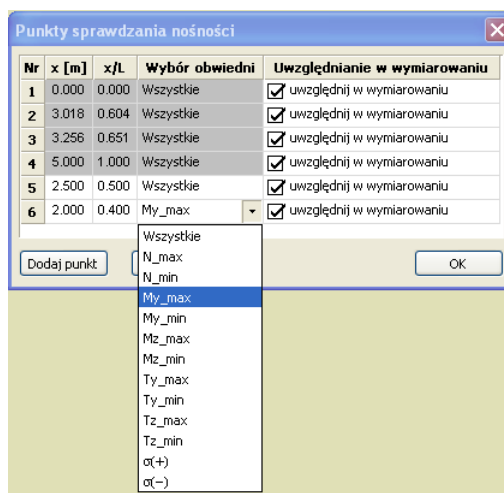 Punkty sprawdzania nośności
Nr x [m] x/L Wybór obwiedni Uwzględnianie w wymiarowaniu
1 0.000 0.000 Wszystkie uwzględnij w wymiarowaniu
2 3.018 0.604 Wszystkie uwzględnij w wymiarowaniu
3 3.256 0.651 Wszystkie uwzględnij w wymiarowaniu
4 5.000 1.000 Wszystkie uwzględnij w wymiarowaniu
5 2.500 0.500 Wszystkie uwzględnij w wymiarowaniu
6 2.000 0.400 My_max uwzględnij w wymiarowaniu
Wszystkie
Dodaj punkt N_max OK
N_min
My_max
My_min
Mz_max
Mz_min
Ty_max
Ty_min
Tz_max
Tz_min
σ(+)
σ(−)